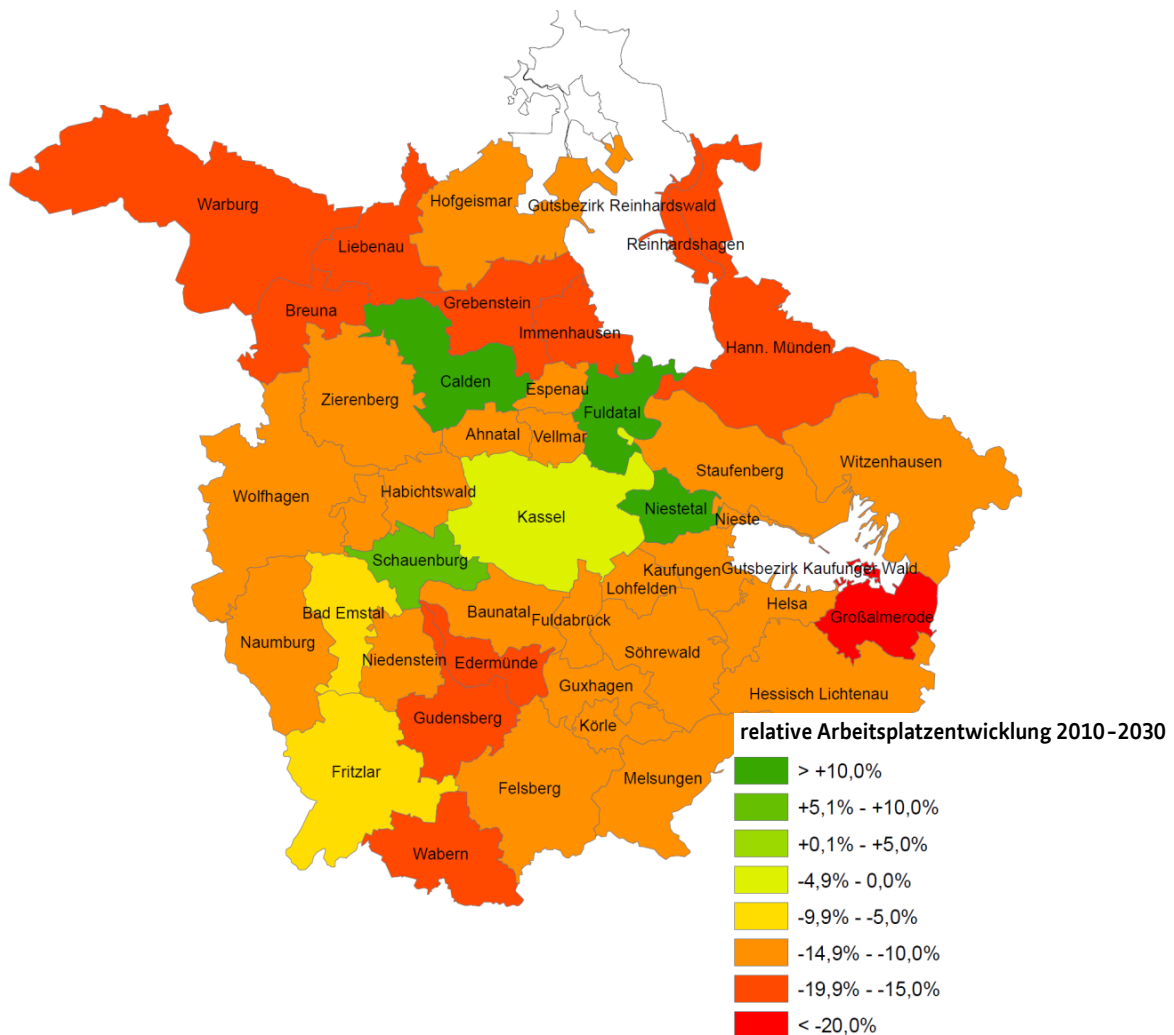 Hofgeismar
Gutsbezirk Reinhardswald
Warburg
Liebenau
Reinhardshagen
Breuna
Grebenstein
Immenhausen
Hann. Münden
Calden
Espenau
Zierenberg
Fuldatal
Ahnatal
Vellmar
Witzenhausen
Staufenberg
Wolfhagen
Habichtswald
Kassel
Niestetal
Nieste
Schauenburg
Kaufungen
Gutsbezirk Kaufunger Wald
Lohfelden
Helsa
Bad Emstal
Baunatal
Fuldabrück
Großalmerode
Naumburg
Niedenstein
Edermünde
Söhrewald
Guxhagen
Hessisch Lichtenau
Gudensberg
Körle
Fritzlar
Felsberg
Melsungen
Wabern
relative Arbeitsplatzentwicklung 2010-2030
> +10,0%
+5,1% - +10,0%
+0,1% - +5,0%
-4,9% - 0,0%
-9,9% - -5,0%
-14,9% - -10,0%
-19,9% - -15,0%
< -20,0%